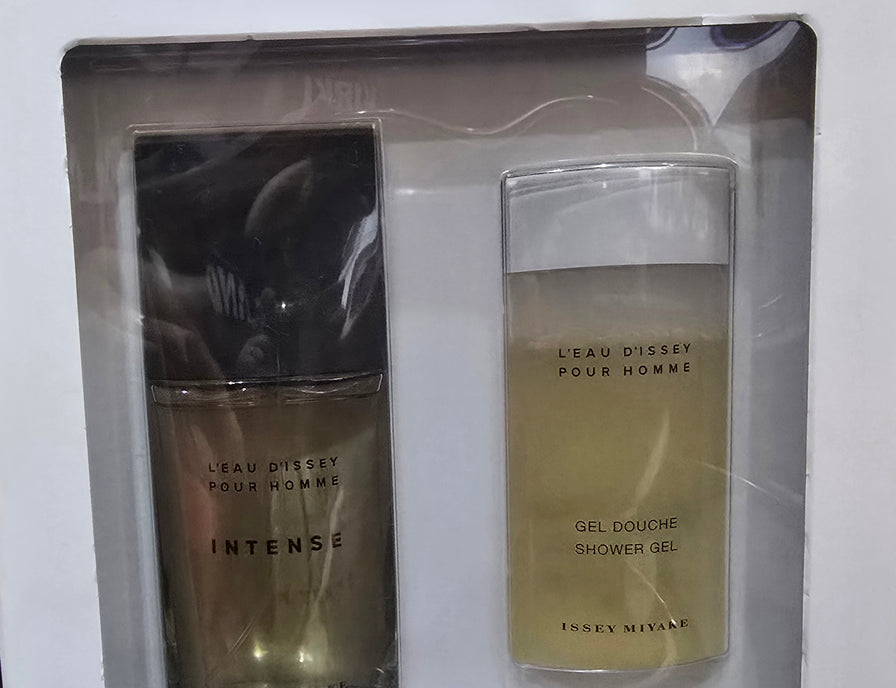 L'EAU D'ISSEY
POUR HOMME
INTENSE
L'EAU D'ISSEY
POUR HOMME
GEL DOUCHE
SHOWER GEL
ISSEY MIYAKE